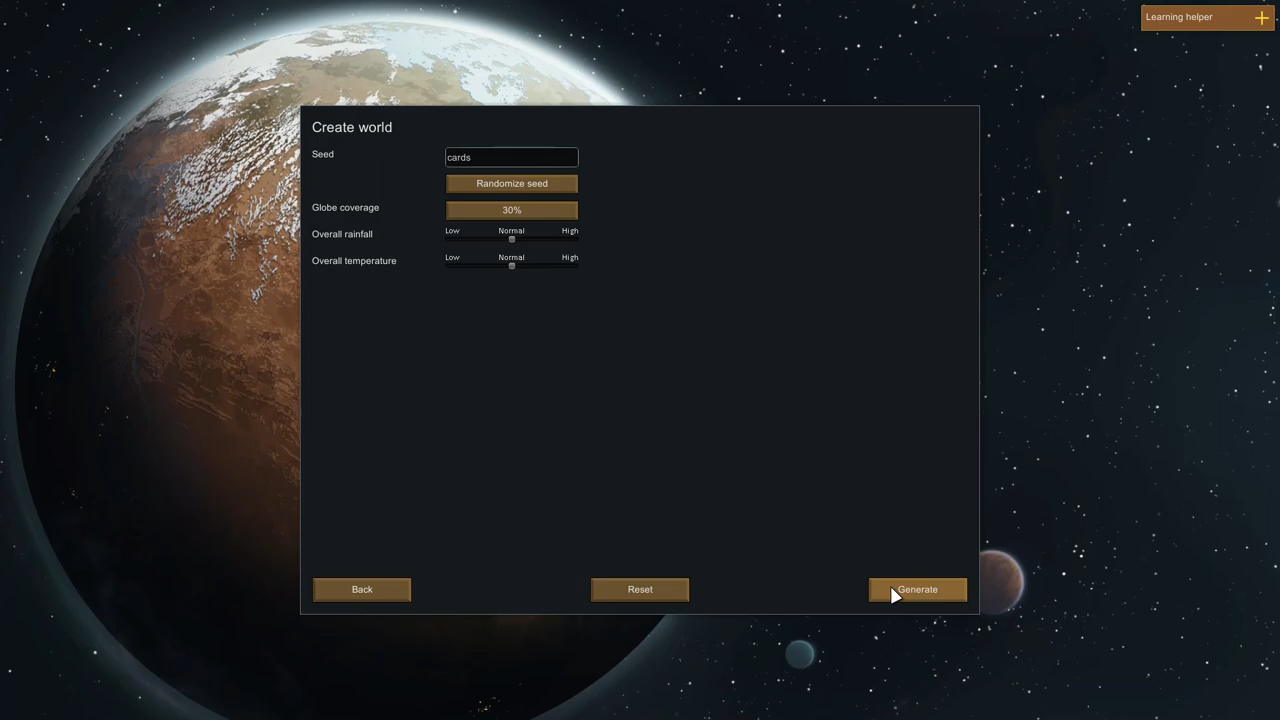 Learning helper
Create world
Seed
cards
Randomize seed
Globe coverage
30%
Overall rainfall
Low Normal High
Overall temperature
Low Normal High
Back
Reset
Generate